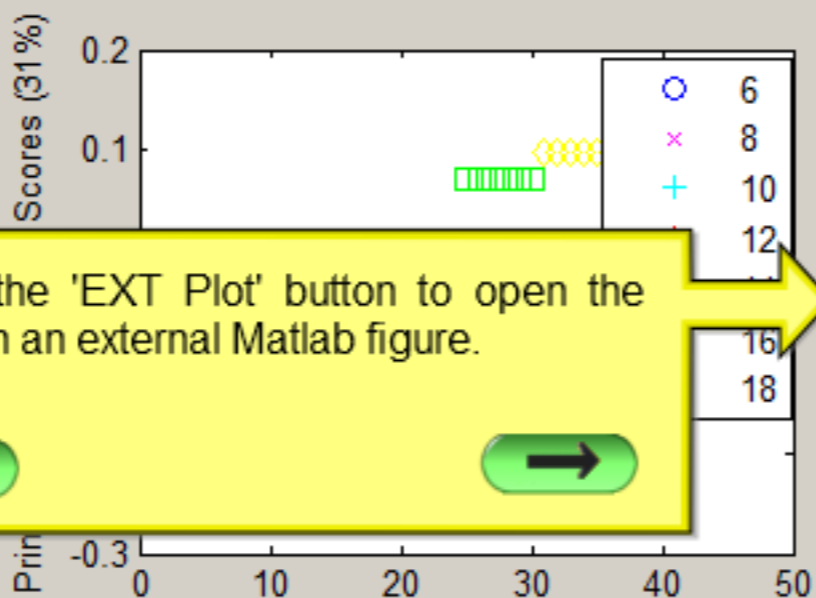 Scores (31%)
0.2
0.1
6
8
10
12
the 'EXT Plot' button to open the
an external Matlab figure.
16
18
-0.3
0 10 20 30 40 50